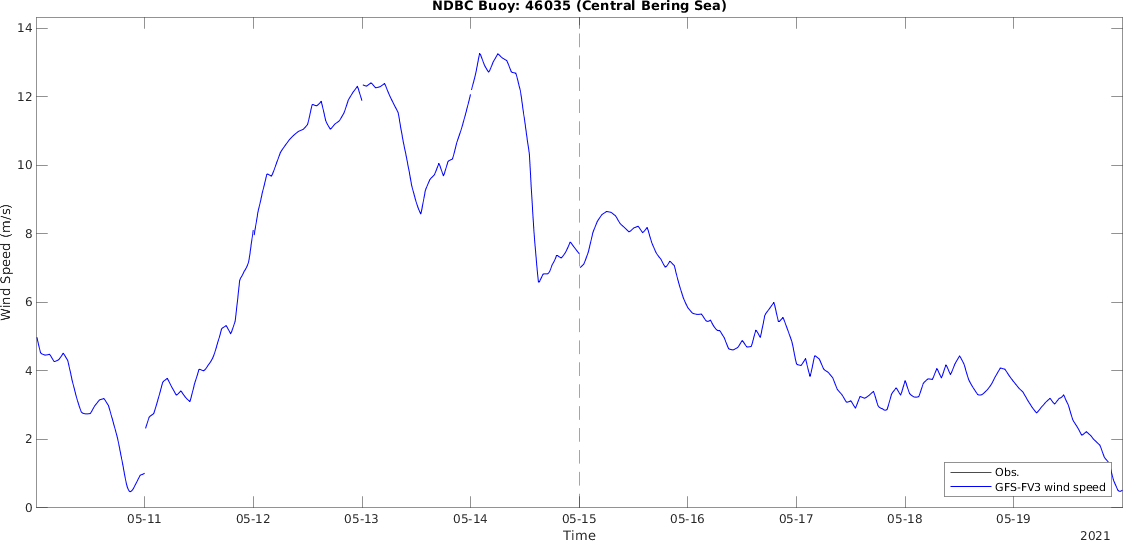 NDBC Buoy: 46035 (Central Bering Sea)
14
12
10
8
6
4
2
0
Wind Speed (m/s)
05-11 05-12 05-13 05-14 05-15 05-16 05-17 05-18 05-19
Time
2021
Obs.
GFS-FV3 wind speed